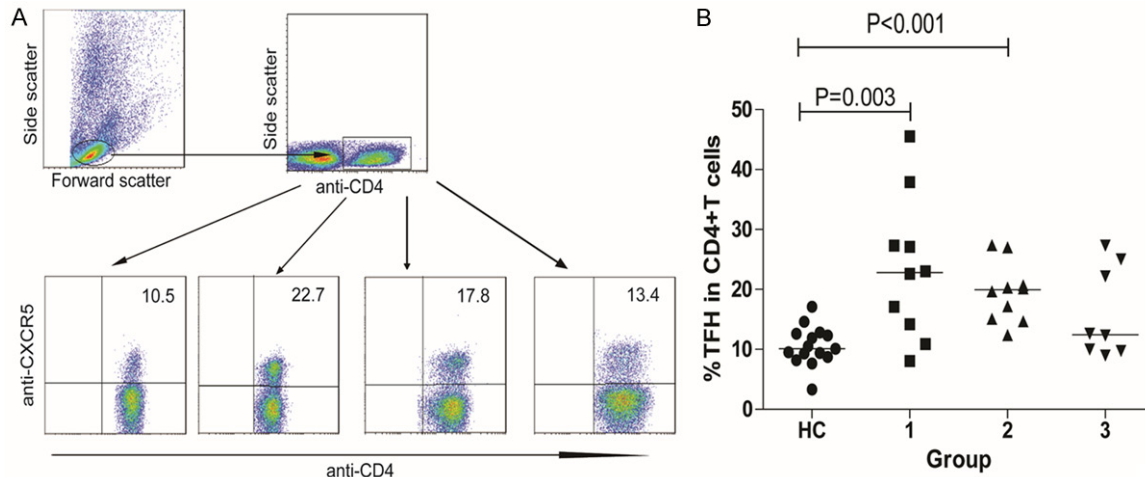 A
Side scatter
Forward scatter
Side scatter
anti-CD4
anti-CXCR5
10.5
22.7
17.8
13.4
anti-CD4
B
P<0.001
P=0.003
% TFH in CD4+T cells
50
40
30
20
10
0
HC 1 2 3
Group